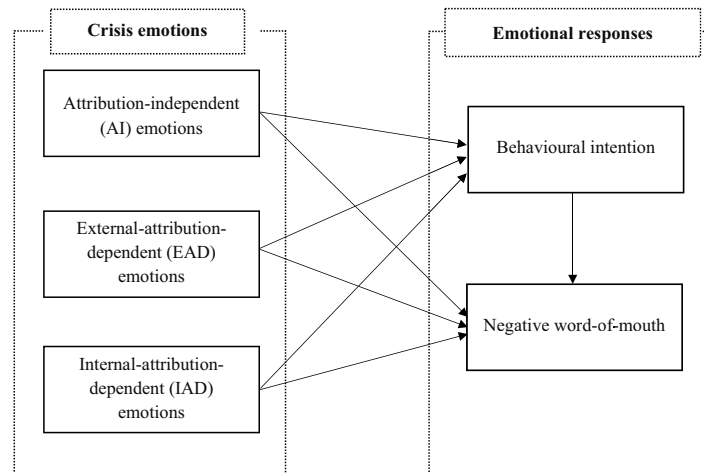 Crisis emotions
Attribution-independent
(AI) emotions
External-attribution-
dependent (EAD)
emotions
Internal-attribution-
dependent (IAD)
emotions
Emotional responses
Behavioural intention
Negative word-of-mouth